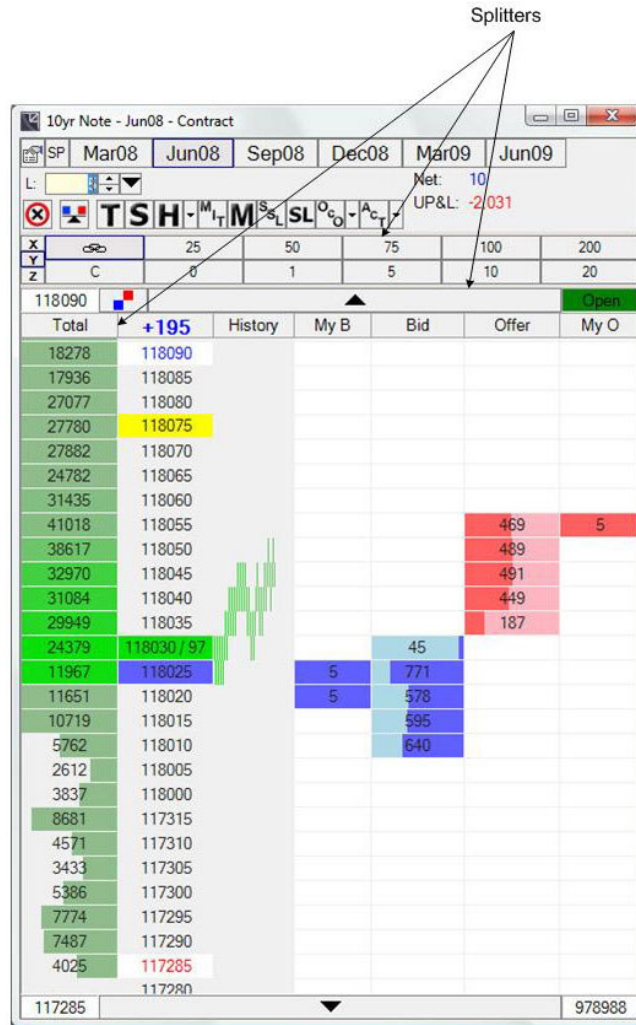 Splitters
10yr Note - Jun08 - Contract
SP Mar08 Jun08 Sep08 Dec08 Mar09 Jun09
L: 3 Net: 10
T S H MIT M SSL SL OCO ACT UP&L: -2,031
X 25 50 75 100 200
Y
Z C 0 1 5 10 20
118090 Open
Total +195 History My B Bid Offer My O
18278 118090
17936 118085
27077 118080
27780 118075
27882 118070
24782 118065
31435 118060
41018 118055 469 5
38617 118050 489
32970 118045 491
31084 118040 449
29949 118035 187
24379 118030 / 97 45
11967 118025 5 771
11651 118020 5 578
10719 118015 595
5762 118010 640
2612 118005
3837 118000
8681 117315
4571 117310
3433 117305
5386 117300
7774 117295
7487 117290
4025 117285
117280
117285 978988